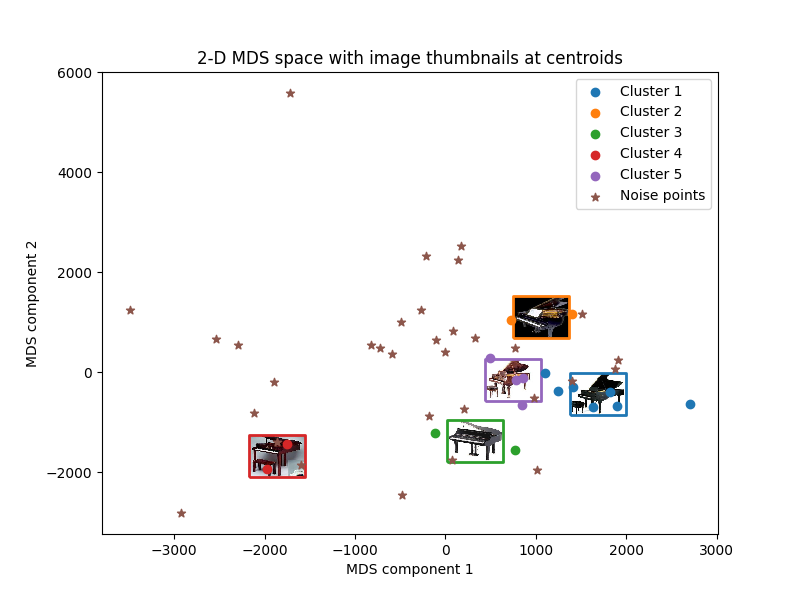 2-D MDS space with image thumbnails at centroids
6000
4000
2000
0
−2000
MDS component 2
Cluster 1
Cluster 2
Cluster 3
Cluster 4
Cluster 5
Noise points
−3000 −2000 −1000 0 1000 2000 3000
MDS component 1